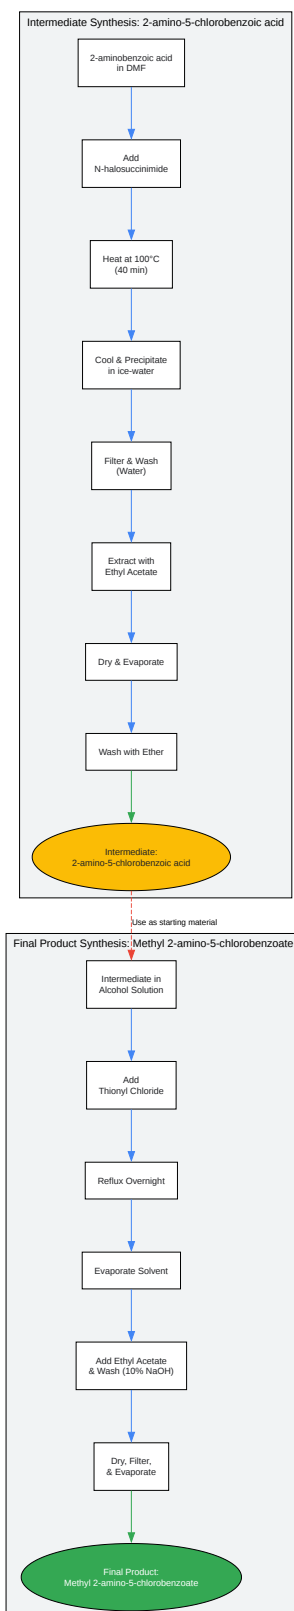 Intermediate Synthesis: 2-amino-5-chlorobenzoic acid
2-aminobenzoic acid
in DMF
Add
N-halosuccinimide
Heat at 100°C
(40 min)
Cool & Precipitate
in ice-water
Filter & Wash
(Water)
Extract with
Ethyl Acetate
Dry & Evaporate
Wash with Ether
Intermediate:
2-amino-5-chlorobenzoic acid
Use as starting material
Final Product Synthesis: Methyl 2-amino-5-chlorobenzoate
Intermediate in
Alcohol Solution
Add
Thionyl Chloride
Reflux Overnight
Evaporate Solvent
Add Ethyl Acetate
& Wash (10% NaOH)
Dry, Filter,
& Evaporate
Final Product:
Methyl 2-amino-5-chlorobenzoate